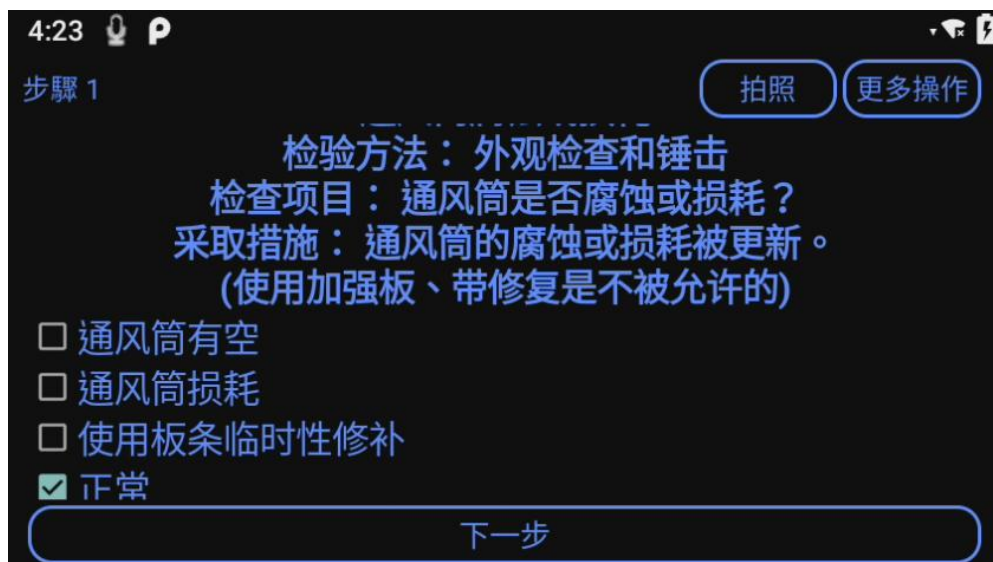 4:23
步驟 1
拍照
更多操作
检验方法： 外观检查和锤击
检查项目： 通风筒是否腐蚀或损耗？
采取措施： 通风筒的腐蚀或损耗被更新。
(使用加强板、带修复是不被允许的)
通风筒有空
通风筒损耗
使用板条临时性修补
正常
下一步